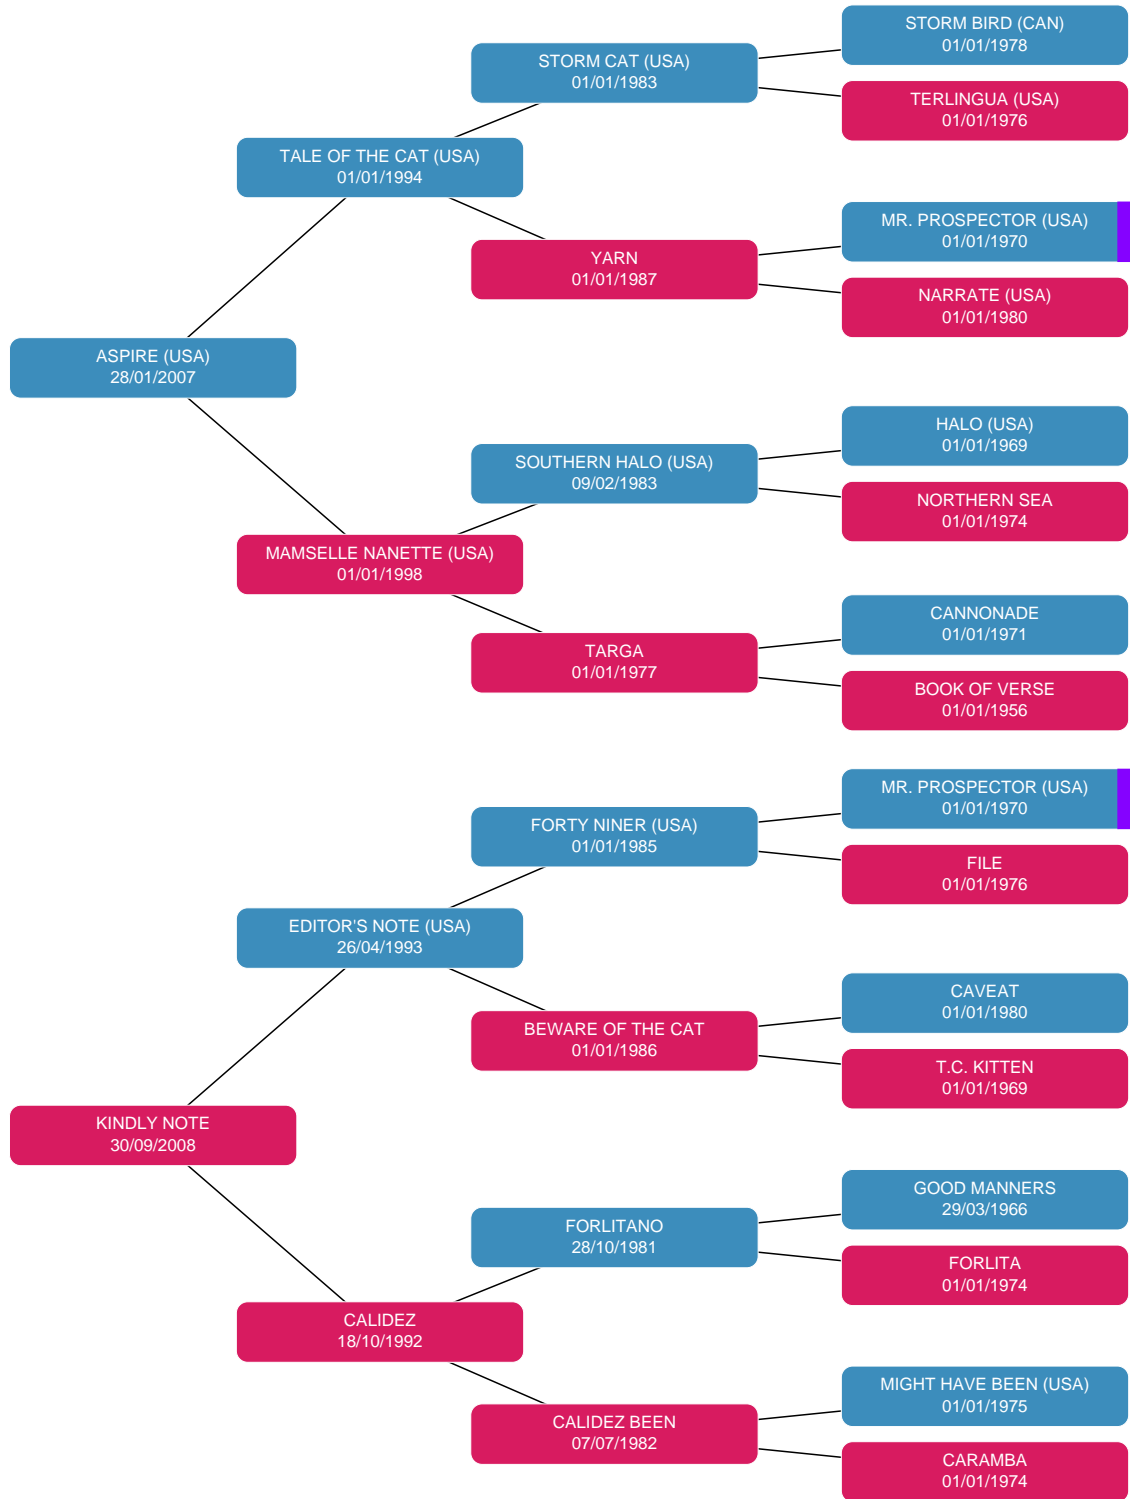 STORM BIRD (CAN)
01/01/1978
STORM CAT (USA)
01/01/1983
TERLINGUA (USA)
01/01/1976
TALE OF THE CAT (USA)
01/01/1994
MR. PROSPECTOR (USA)
01/01/1970
YARN
01/01/1987
NARRATE (USA)
01/01/1980
ASPIRE (USA)
28/01/2007
HALO (USA)
01/01/1969
SOUTHERN HALO (USA)
09/02/1983
NORTHERN SEA
01/01/1974
MAMSELLE NANETTE (USA)
01/01/1998
CANNONADE
01/01/1971
TARGA
01/01/1977
BOOK OF VERSE
01/01/1956
MR. PROSPECTOR (USA)
01/01/1970
FORTY NINER (USA)
01/01/1985
FILE
01/01/1976
EDITOR'S NOTE (USA)
26/04/1993
CAVEAT
01/01/1980
BEWARE OF THE CAT
01/01/1986
T.C. KITTEN
01/01/1969
KINDLY NOTE
30/09/2008
GOOD MANNERS
29/03/1966
FORLITANO
28/10/1981
FORLITA
01/01/1974
CALIDEZ
18/10/1992
MIGHT HAVE BEEN (USA)
01/01/1975
CALIDEZ BEEN
07/07/1982
CARAMBA
01/01/1974